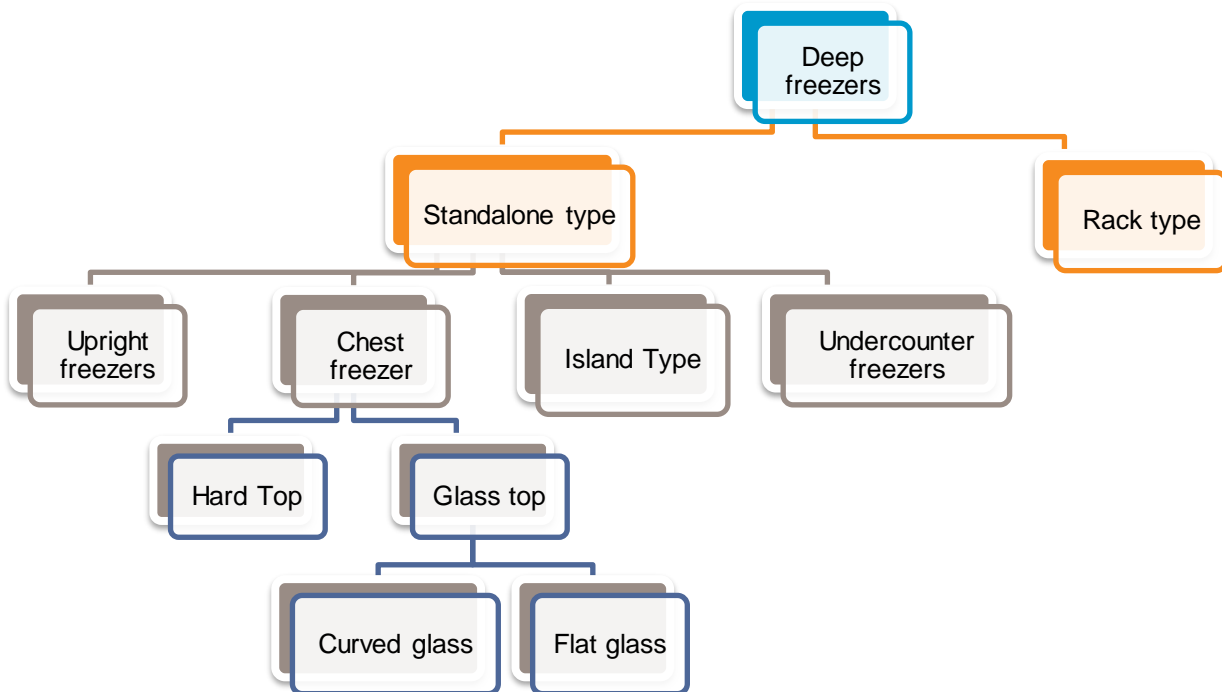 Deep
freezers
Standalone type
Rack type
Upright
freezers
Chest
freezer
Island Type
Undercounter
freezers
Hard Top
Glass top
Curved glass
Flat glass